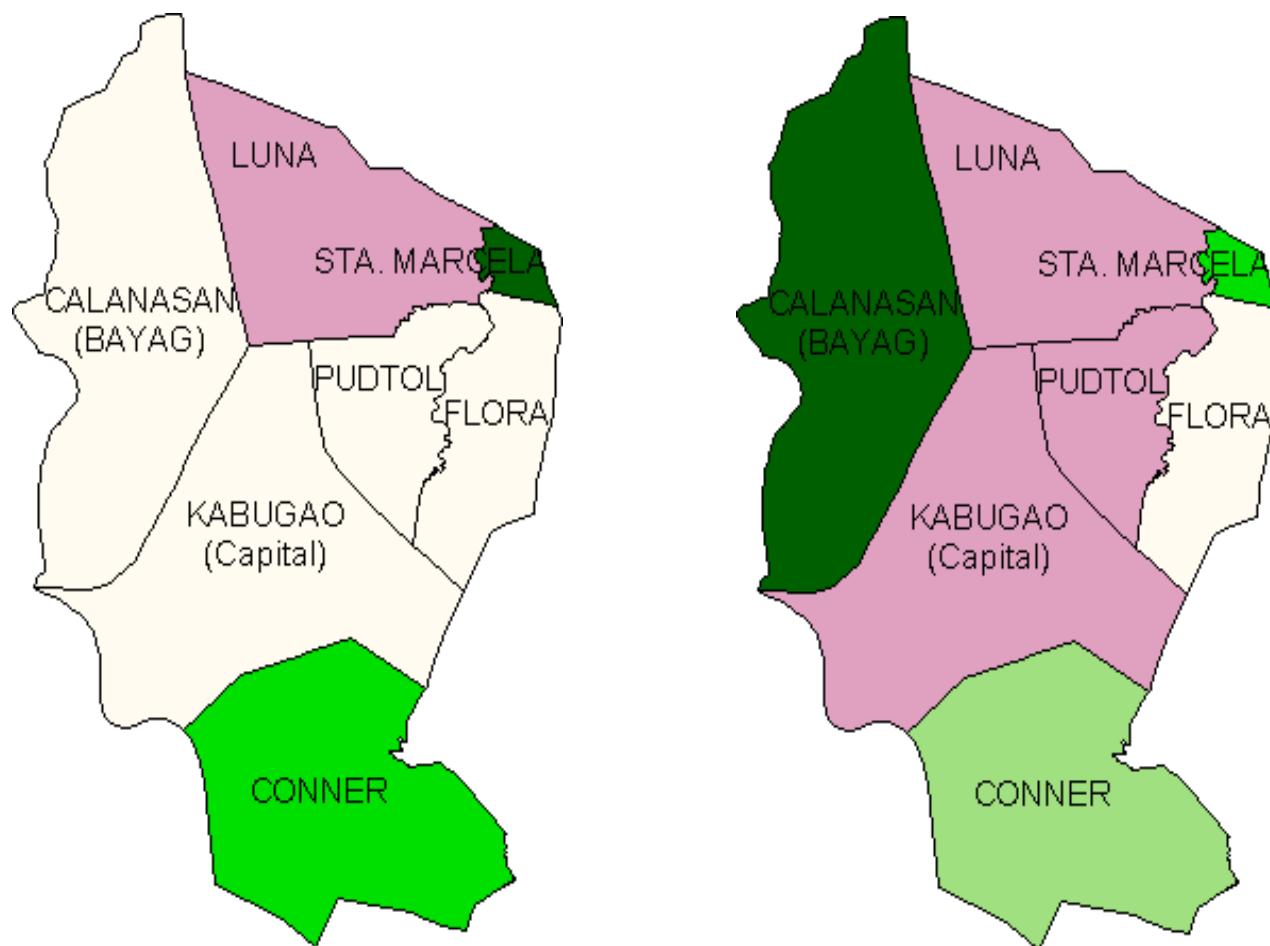 LUNA
STA. MARCELA
CALANASAN
(BAYAG)
PUDTOL
FLORA
KABUGAO
(Capital)
CONNER
LUNA
STA. MARCELA
CALANASAN
(BAYAG)
PUDTOL
FLORA
KABUGAO
(Capital)
CONNER